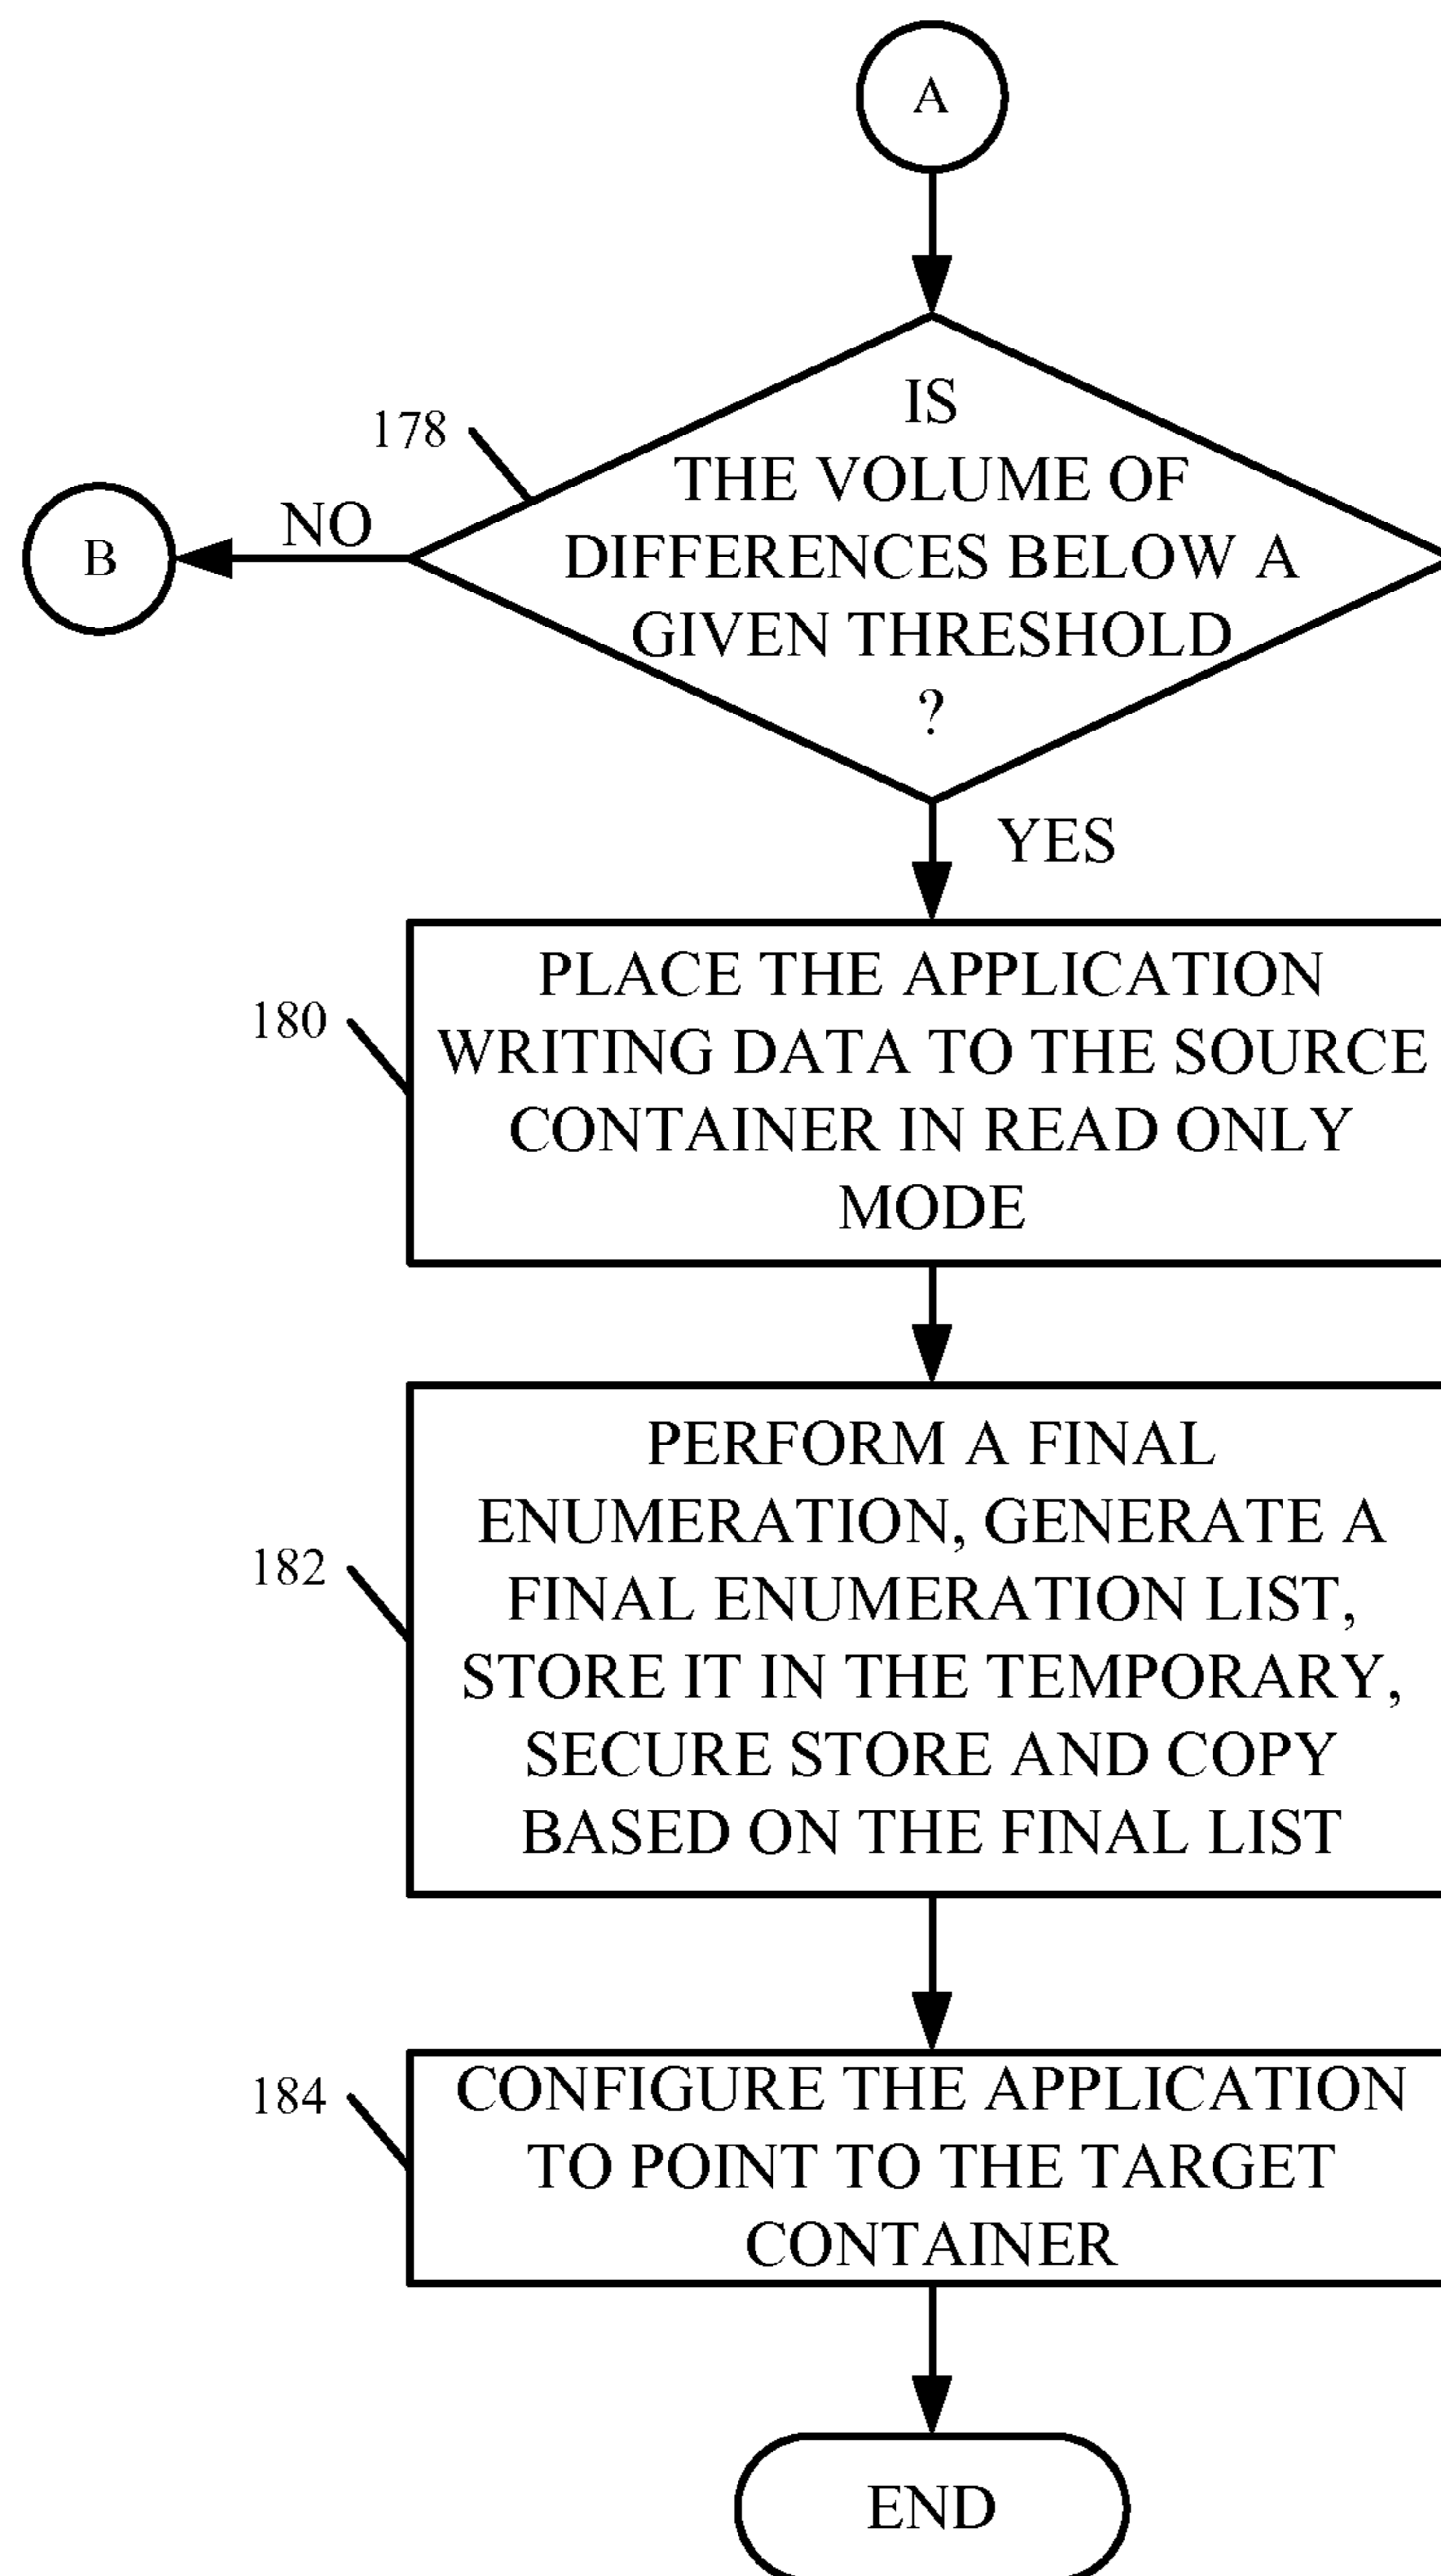 A
IS
178
THE VOLUME OF
NO
DIFFERENCES BELOW A
B
GIVEN THRESHOLD
?
YES
PLACE THE APPLICATION
180
WRITING DATA TO THE SOURCE
CONTAINER IN READ ONLY
MODE
PERFORM A FINAL
ENUMERATION, GENERATE A
182
FINAL ENUMERATION LIST,
STORE IT IN THE TEMPORARY,
SECURE STORE AND COPY
BASED ON THE FINAL LIST
184
CONFIGURE THE APPLICATION
TO POINT TO THE TARGET
CONTAINER
END